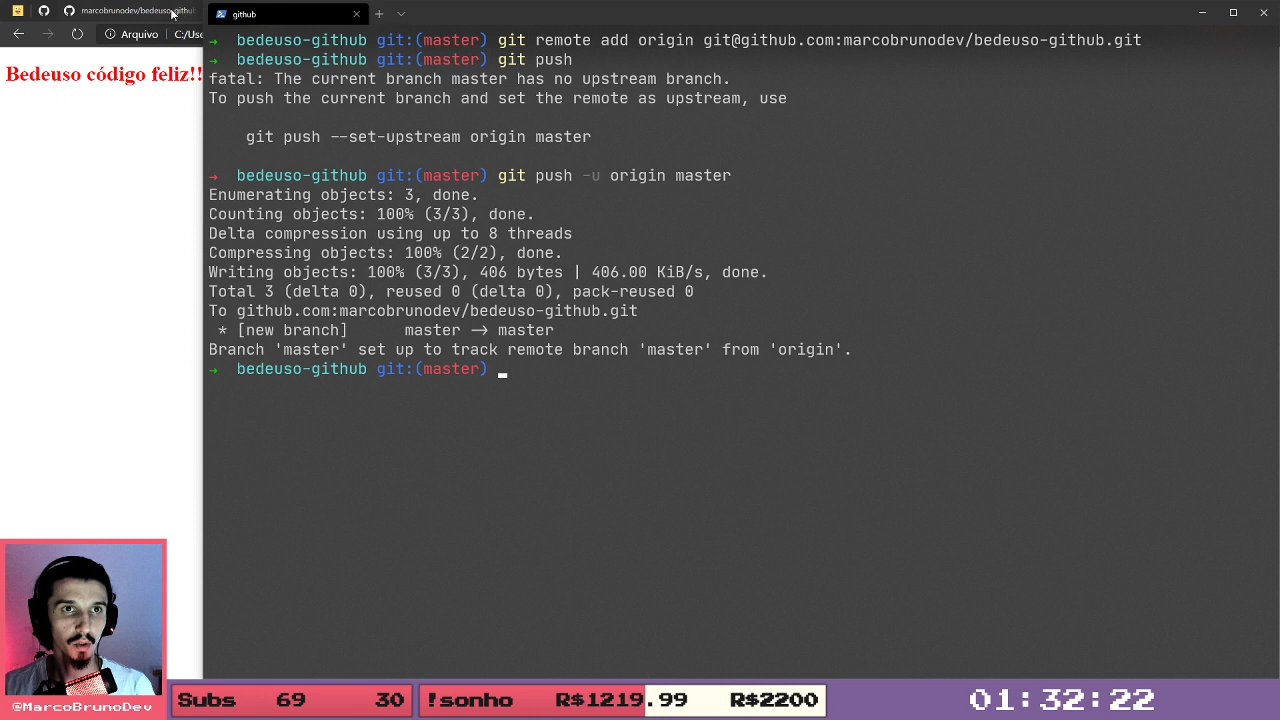 marcobrunodev/bedeuso-github
github
Arquivo | C:/Use
Bedeuso código feliz!!
→ bedeuso-github git:(master) git remote add origin git@github.com:marcobrunodev/bedeuso-github.git
→ bedeuso-github git:(master) git push
fatal: The current branch master has no upstream branch.
To push the current branch and set the remote as upstream, use
git push --set-upstream origin master
→ bedeuso-github git:(master) git push -u origin master
Enumerating objects: 3, done.
Counting objects: 100% (3/3), done.
Delta compression using up to 8 threads
Compressing objects: 100% (2/2), done.
Writing objects: 100% (3/3), 406 bytes | 406.00 KiB/s, done.
Total 3 (delta 0), reused 0 (delta 0), pack-reused 0
To github.com:marcobrunodev/bedeuso-github.git
* [new branch] master -> master
Branch 'master' set up to track remote branch 'master' from 'origin'.
→ bedeuso-github git:(master)
@MarcoBrunoDev
Subs 69 30
!sonho R$1219.99 R$2200
01:32:22